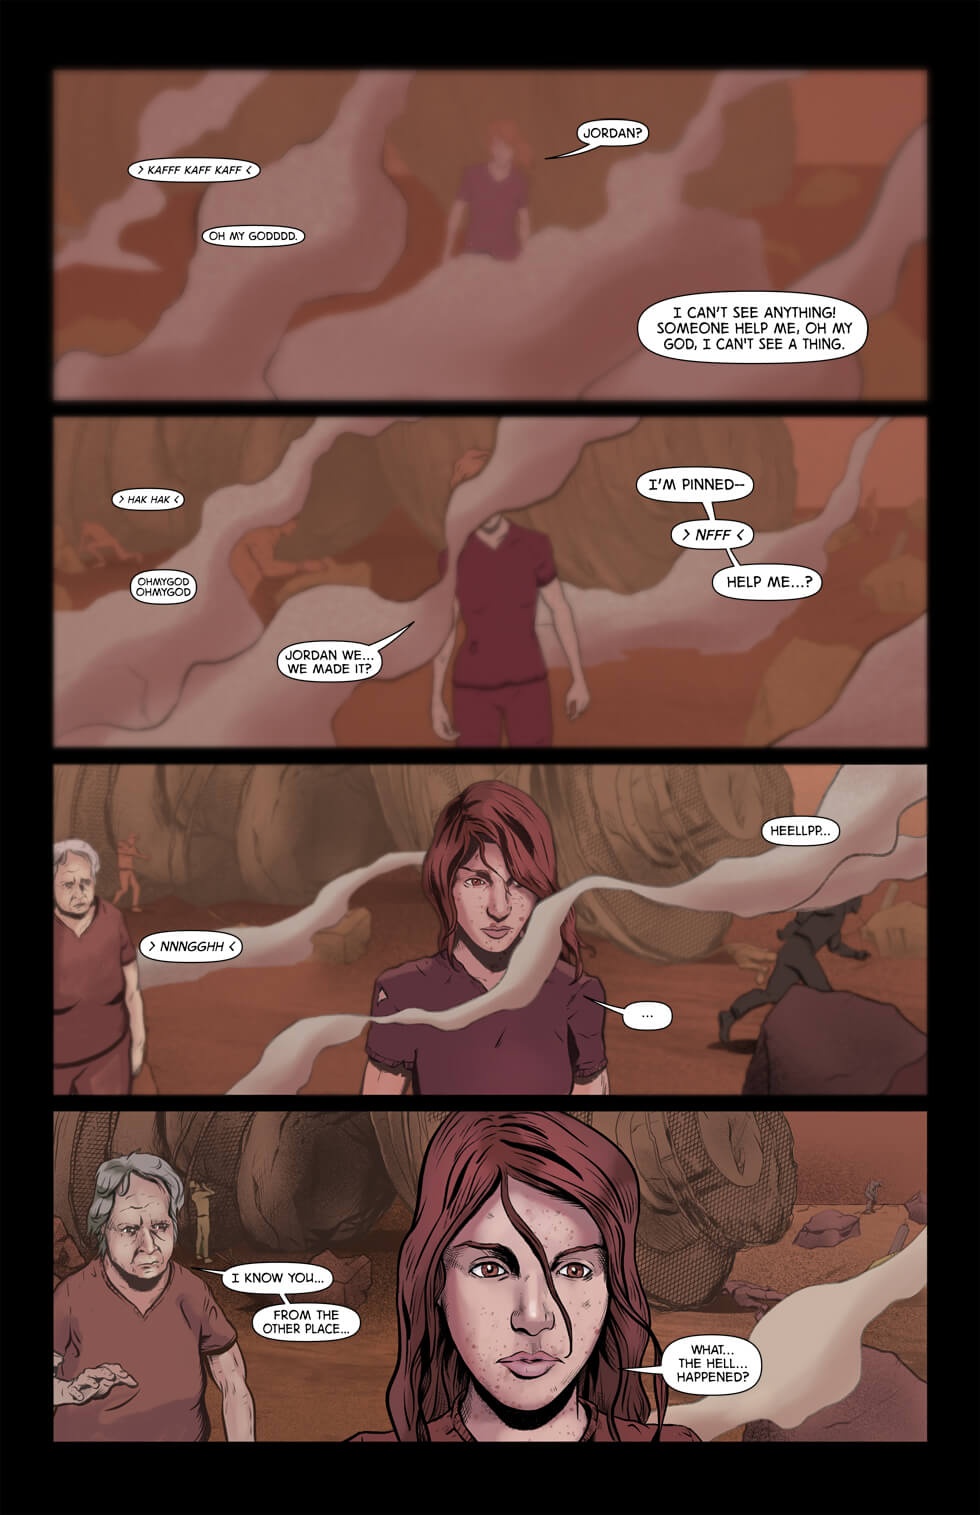 JORDAN?
> KAFFF KAFF KAFF <
OH MY GODDDD.
I CAN'T SEE ANYTHING!
SOMEONE HELP ME, OH MY
GOD, I CAN'T SEE A THING.
> HAK HAK <
I'M PINNED–
> NFFF <
HELP ME...?
OHMYGOD
OHMYGOD
JORDAN WE...
WE MADE IT?
HEELLPP...
> NNNGGHH <
...
I KNOW YOU...
FROM THE
OTHER PLACE...
WHAT...
THE HELL...
HAPPENED?